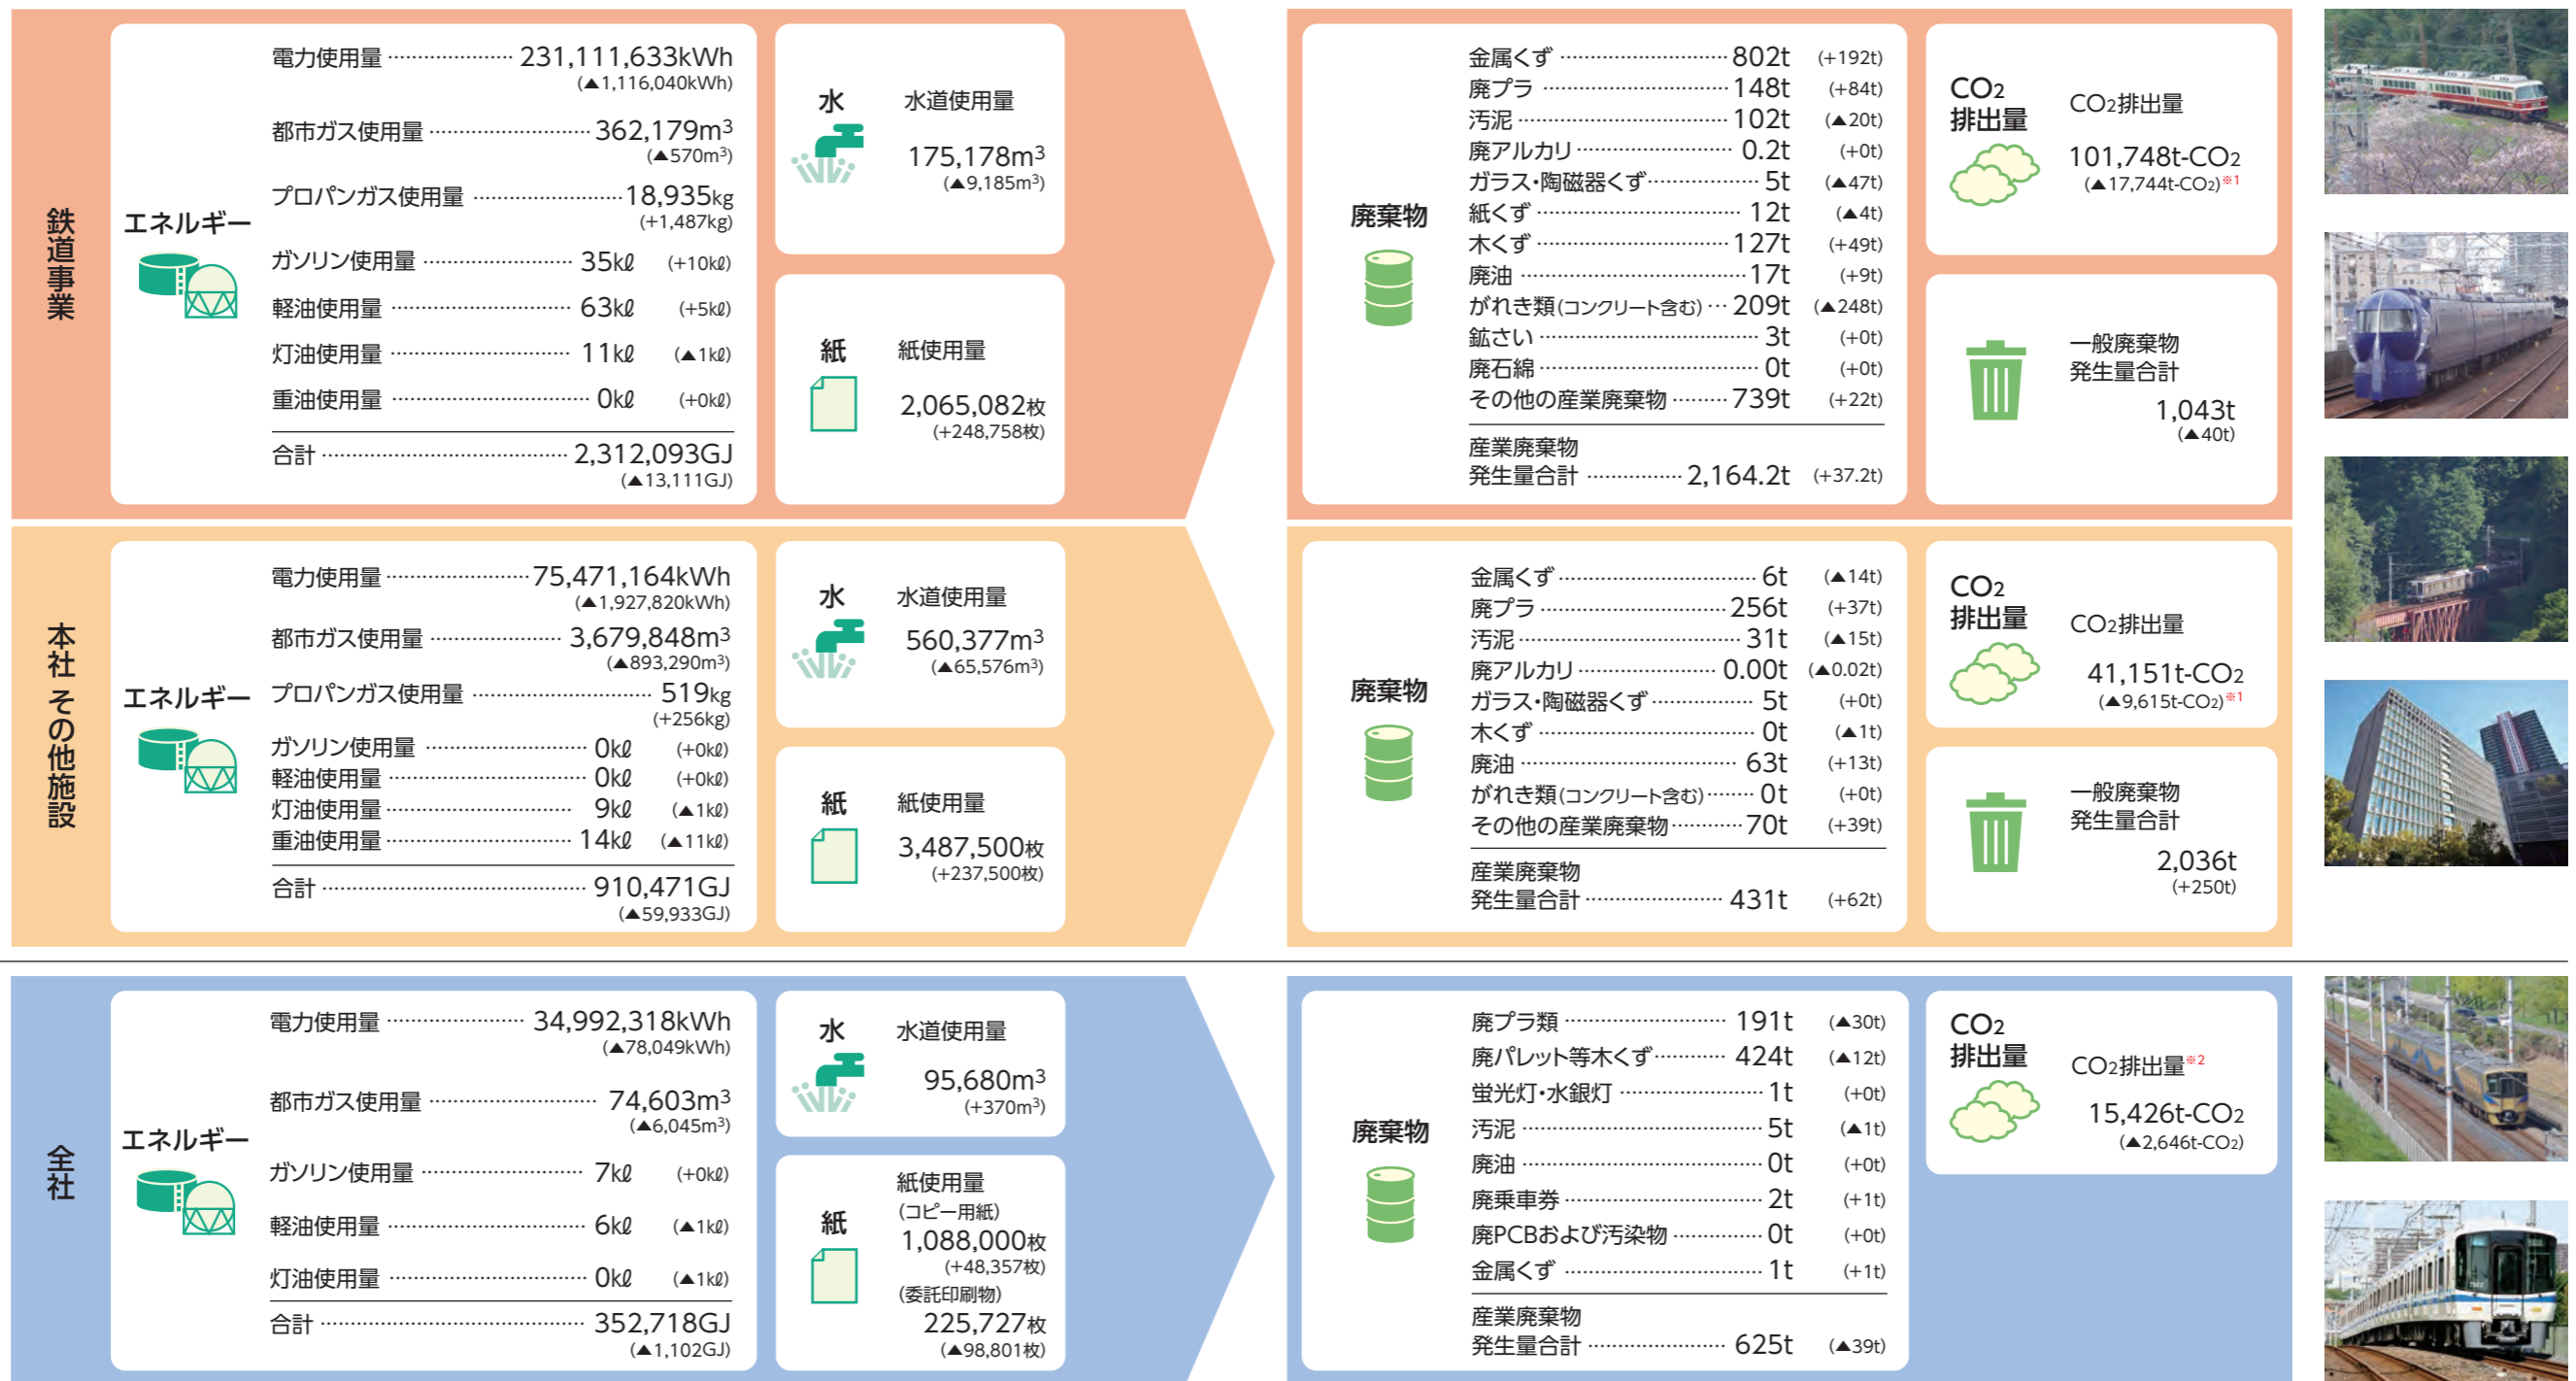 鉄道事業
エネルギー
電力使用量 231,111,633kWh
(▲1,116,040kWh)
都市ガス使用量 362,179m³
(▲570m³)
プロパンガス使用量 18,935kg
(+1,487kg)
ガソリン使用量 35kℓ (+10kℓ)
軽油使用量 63kℓ (+5kℓ)
灯油使用量 11kℓ (▲1kℓ)
重油使用量 0kℓ (+0kℓ)
合計 2,312,093GJ
(▲13,111GJ)
水
水道使用量
175,178m³
(▲9,185m³)
紙
紙使用量
2,065,082枚
(+248,758枚)
廃棄物
金属くず 802t (+192t)
廃プラ 148t (+84t)
汚泥 102t (▲20t)
廃アルカリ 0.2t (+0t)
ガラス・陶磁器くず 5t (▲47t)
紙くず 12t (▲4t)
木くず 127t (+49t)
廃油 17t (+9t)
がれき類(コンクリート含む) 209t (▲248t)
鉱さい 3t (+0t)
廃石綿 0t (+0t)
その他の産業廃棄物 739t (+22t)
産業廃棄物
発生量合計 2,164.2t (+37.2t)
CO2
排出量
CO2排出量
101,748t-CO2
(▲17,744t-CO2)※1
一般廃棄物
発生量合計
1,043t
(▲40t)
本社 その他施設
エネルギー
電力使用量 75,471,164kWh
(▲1,927,820kWh)
都市ガス使用量 3,679,848m³
(▲893,290m³)
プロパンガス使用量 519kg
(+256kg)
ガソリン使用量 0kℓ (+0kℓ)
軽油使用量 0kℓ (+0kℓ)
灯油使用量 9kℓ (▲1kℓ)
重油使用量 14kℓ (▲11kℓ)
合計 910,471GJ
(▲59,933GJ)
水
水道使用量
560,377m³
(▲65,576m³)
紙
紙使用量
3,487,500枚
(+237,500枚)
廃棄物
金属くず 6t (▲14t)
廃プラ 256t (+37t)
汚泥 31t (▲15t)
廃アルカリ 0.00t (▲0.02t)
ガラス・陶磁器くず 5t (+0t)
木くず 0t (▲1t)
廃油 63t (+13t)
がれき類(コンクリート含む) 0t (+0t)
その他の産業廃棄物 70t (+39t)
産業廃棄物
発生量合計 431t (+62t)
CO2
排出量
CO2排出量
41,151t-CO2
(▲9,615t-CO2)※1
一般廃棄物
発生量合計
2,036t
(+250t)
全社
エネルギー
電力使用量 34,992,318kWh
(▲78,049kWh)
都市ガス使用量 74,603m³
(▲6,045m³)
ガソリン使用量 7kℓ (+0kℓ)
軽油使用量 6kℓ (▲1kℓ)
灯油使用量 0kℓ (▲1kℓ)
合計 352,718GJ
(▲1,102GJ)
水
水道使用量
95,680m³
(+370m³)
紙
紙使用量
(コピー用紙)
1,088,000枚
(+48,357枚)
(委託印刷物)
225,727枚
(▲98,801枚)
廃棄物
廃プラ類 191t (▲30t)
廃パレット等木くず 424t (▲12t)
蛍光灯・水銀灯 1t (+0t)
汚泥 5t (▲1t)
廃油 0t (+0t)
廃乗車券 2t (+1t)
廃PCBおよび汚染物 0t (+0t)
金属くず 1t (+1t)
産業廃棄物
発生量合計 625t (▲39t)
CO2
排出量
CO2排出量※2
15,426t-CO2
(▲2,646t-CO2)